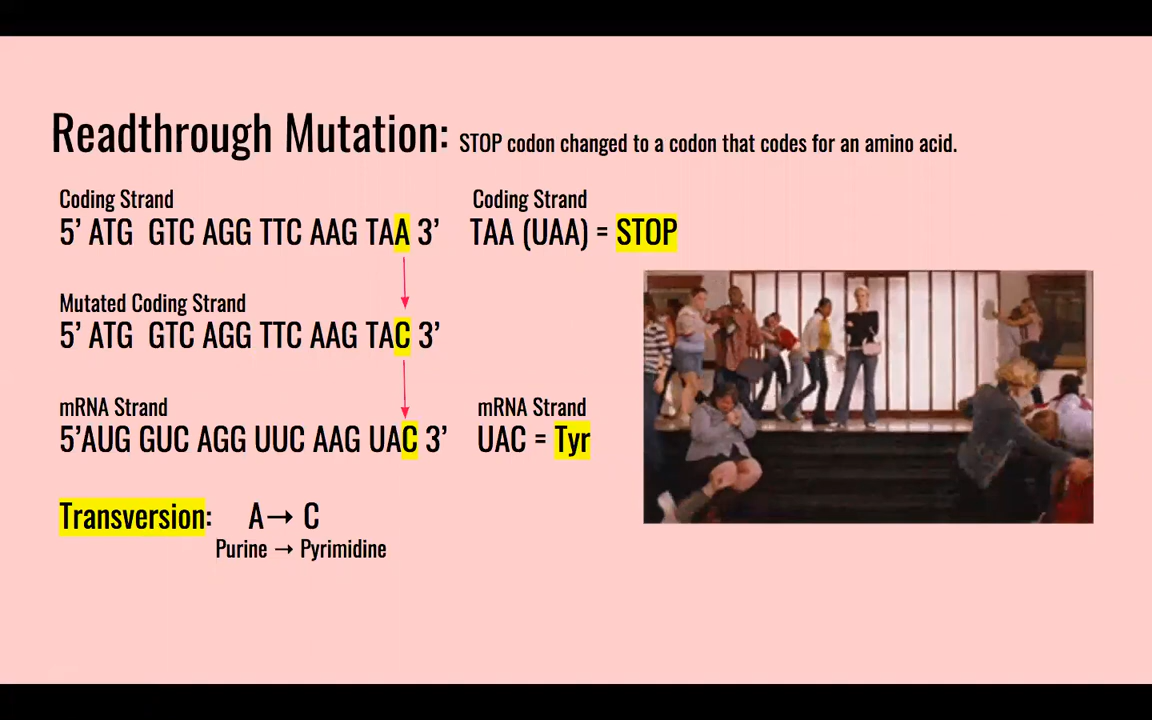 Readthrough Mutation: STOP codon changed to a codon that codes for an amino acid.
Coding Strand
5’ ATG  GTC AGG TTC AAG TAA 3’
Coding Strand
TAA (UAA) = STOP
Mutated Coding Strand
5’ ATG  GTC AGG TTC AAG TAC 3’
mRNA Strand
5’AUG GUC AGG UUC AAG UAC 3’
mRNA Strand
UAC = Tyr
Transversion: A→ C
Purine → Pyrimidine